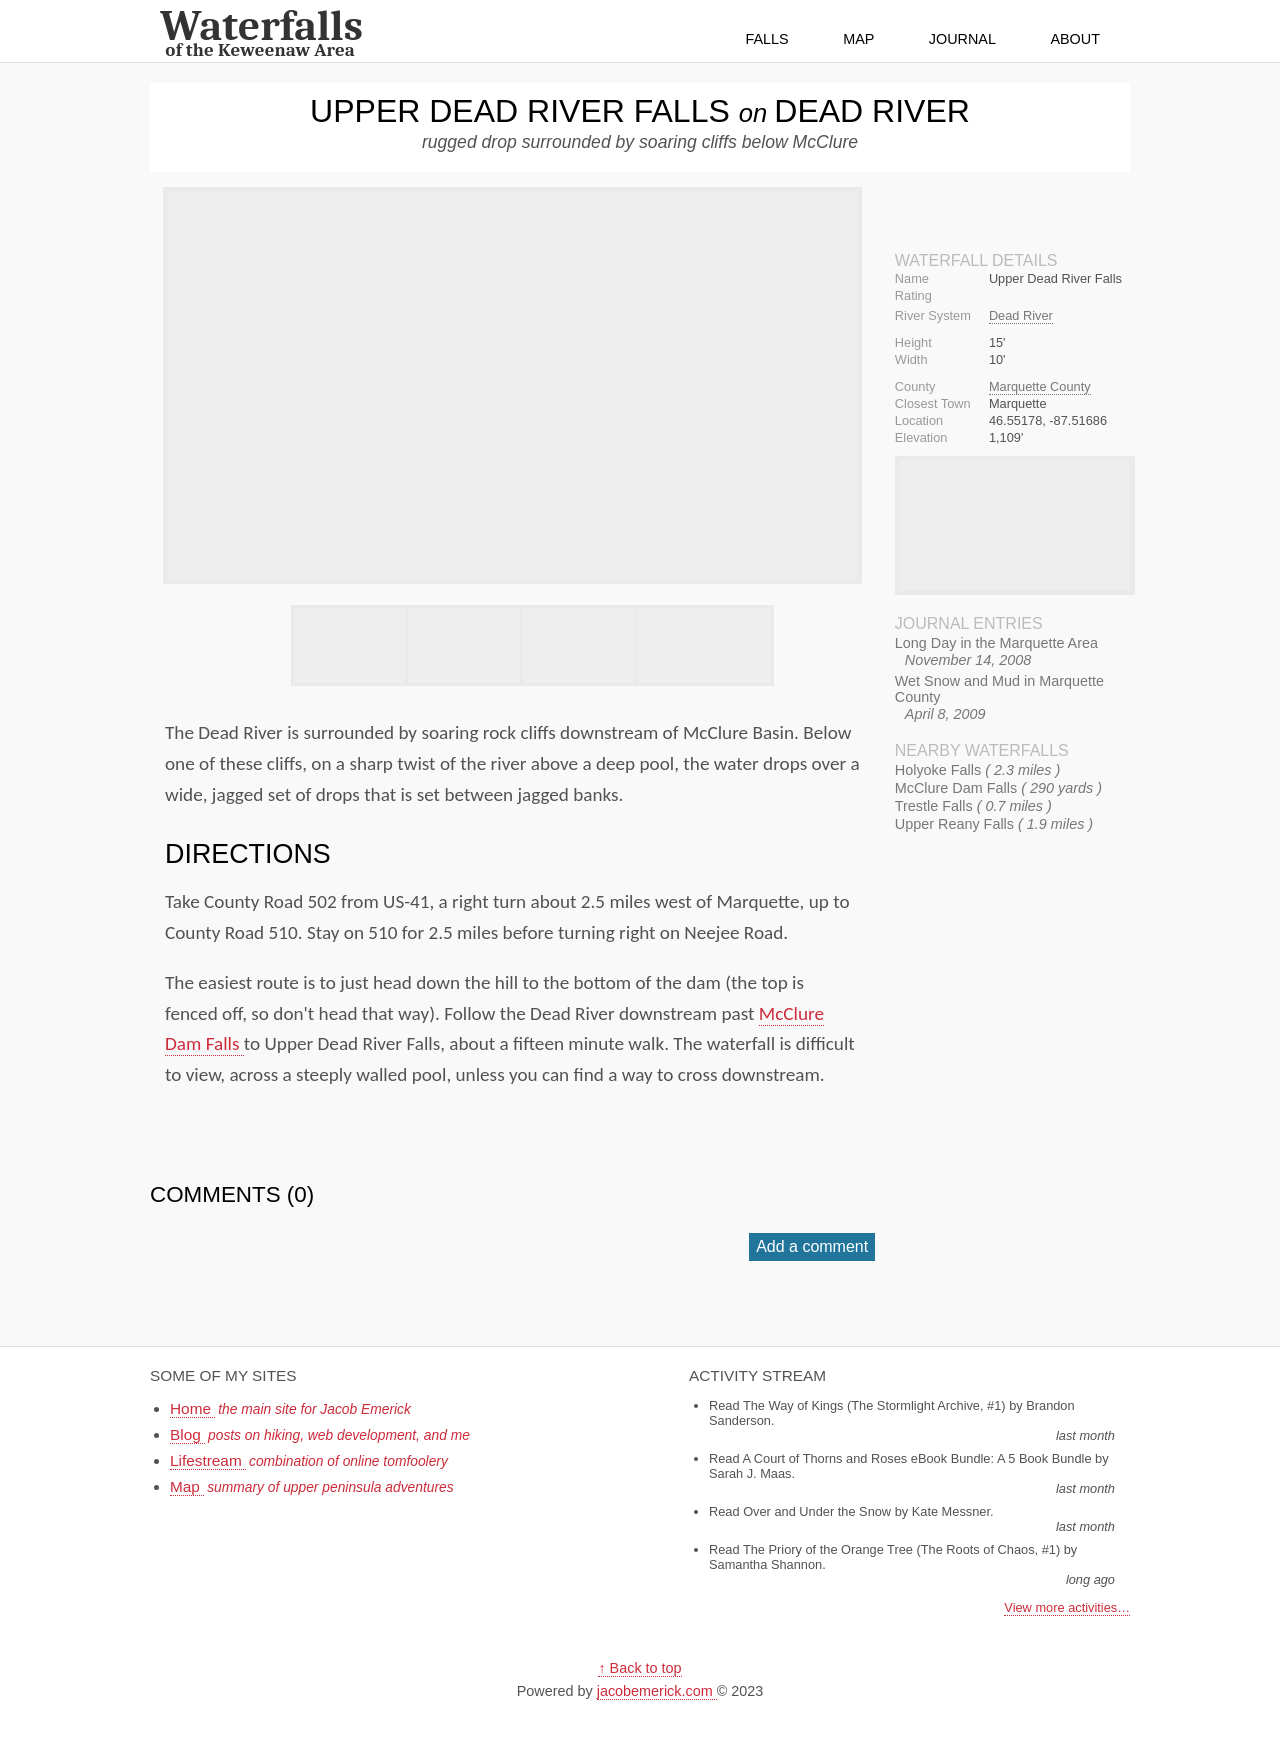 Waterfalls
of the Keweenaw Area
FALLS MAP JOURNAL ABOUT
UPPER DEAD RIVER FALLS on DEAD RIVER
rugged drop surrounded by soaring cliffs below McClure
The Dead River is surrounded by soaring rock cliffs downstream of McClure Basin. Below
one of these cliffs, on a sharp twist of the river above a deep pool, the water drops over a
wide, jagged set of drops that is set between jagged banks.
DIRECTIONS
Take County Road 502 from US-41, a right turn about 2.5 miles west of Marquette, up to
County Road 510. Stay on 510 for 2.5 miles before turning right on Neejee Road.
The easiest route is to just head down the hill to the bottom of the dam (the top is
fenced off, so don't head that way). Follow the Dead River downstream past McClure
Dam Falls to Upper Dead River Falls, about a fifteen minute walk. The waterfall is difficult
to view, across a steeply walled pool, unless you can find a way to cross downstream.
WATERFALL DETAILS
Name Upper Dead River Falls
Rating
River System Dead River
Height 15'
Width 10'
County Marquette County
Closest Town Marquette
Location 46.55178, -87.51686
Elevation 1,109'
JOURNAL ENTRIES
Long Day in the Marquette Area
November 14, 2008
Wet Snow and Mud in Marquette
County
April 8, 2009
NEARBY WATERFALLS
Holyoke Falls ( 2.3 miles )
McClure Dam Falls ( 290 yards )
Trestle Falls ( 0.7 miles )
Upper Reany Falls ( 1.9 miles )
COMMENTS (0)
Add a comment
SOME OF MY SITES
• Home the main site for Jacob Emerick
• Blog posts on hiking, web development, and me
• Lifestream combination of online tomfoolery
• Map summary of upper peninsula adventures
ACTIVITY STREAM
• Read The Way of Kings (The Stormlight Archive, #1) by Brandon
Sanderson.
last month
• Read A Court of Thorns and Roses eBook Bundle: A 5 Book Bundle by
Sarah J. Maas.
last month
• Read Over and Under the Snow by Kate Messner.
last month
• Read The Priory of the Orange Tree (The Roots of Chaos, #1) by
Samantha Shannon.
long ago
View more activities…
↑ Back to top
Powered by jacobemerick.com © 2023